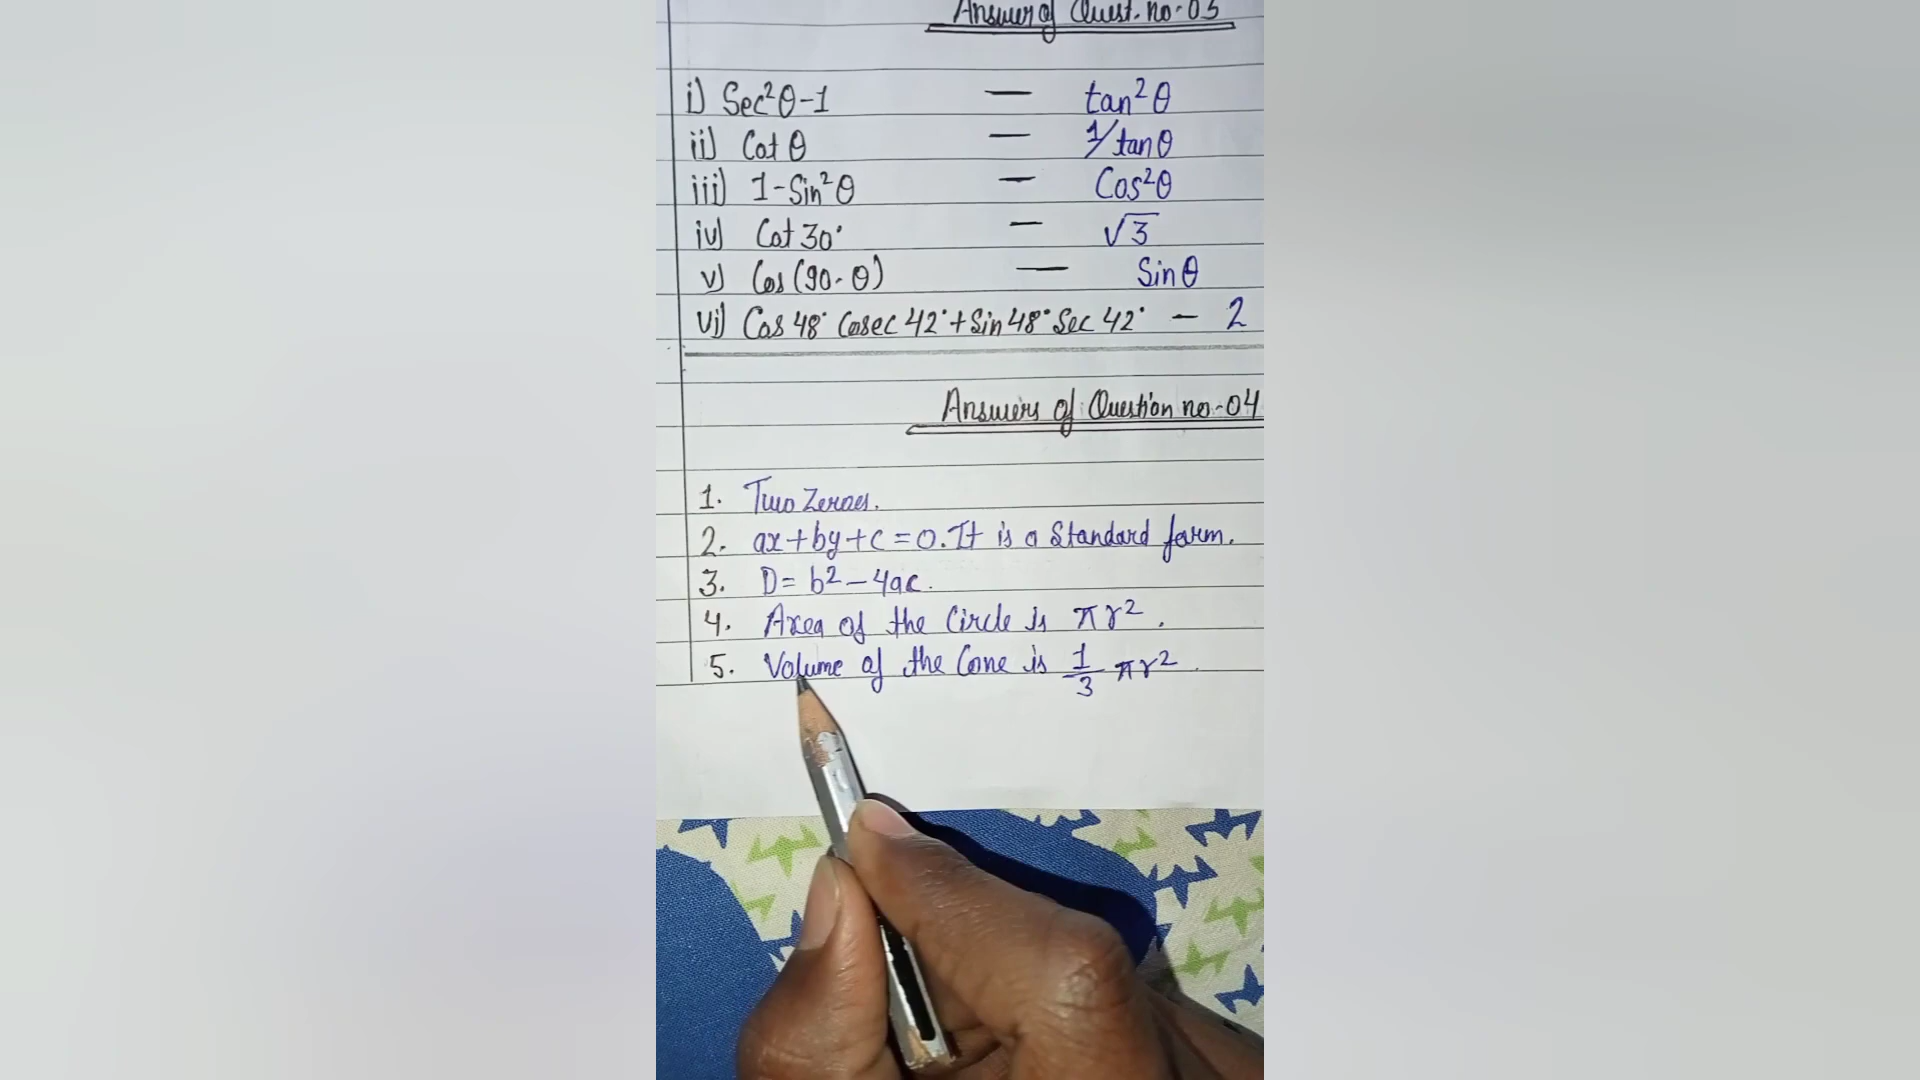 Answer of Quest. no-03
i) Sec²θ-1 — tan²θ
ii) Cot θ — 1/tanθ
iii) 1-Sin²θ — Cos²θ
iv) Cot 30° — √3
v) Cos (90-θ) — Sinθ
vi) Cos 48° Cosec 42° + Sin 48° Sec 42° — 2
Answers of Question no-04
1. Two Zeroes.
2. ax+by+c=0. It is a Standard form.
3. D= b²-4ac.
4. Area of the Circle is πr².
5. Volume of the Cone is 1/3 πr².